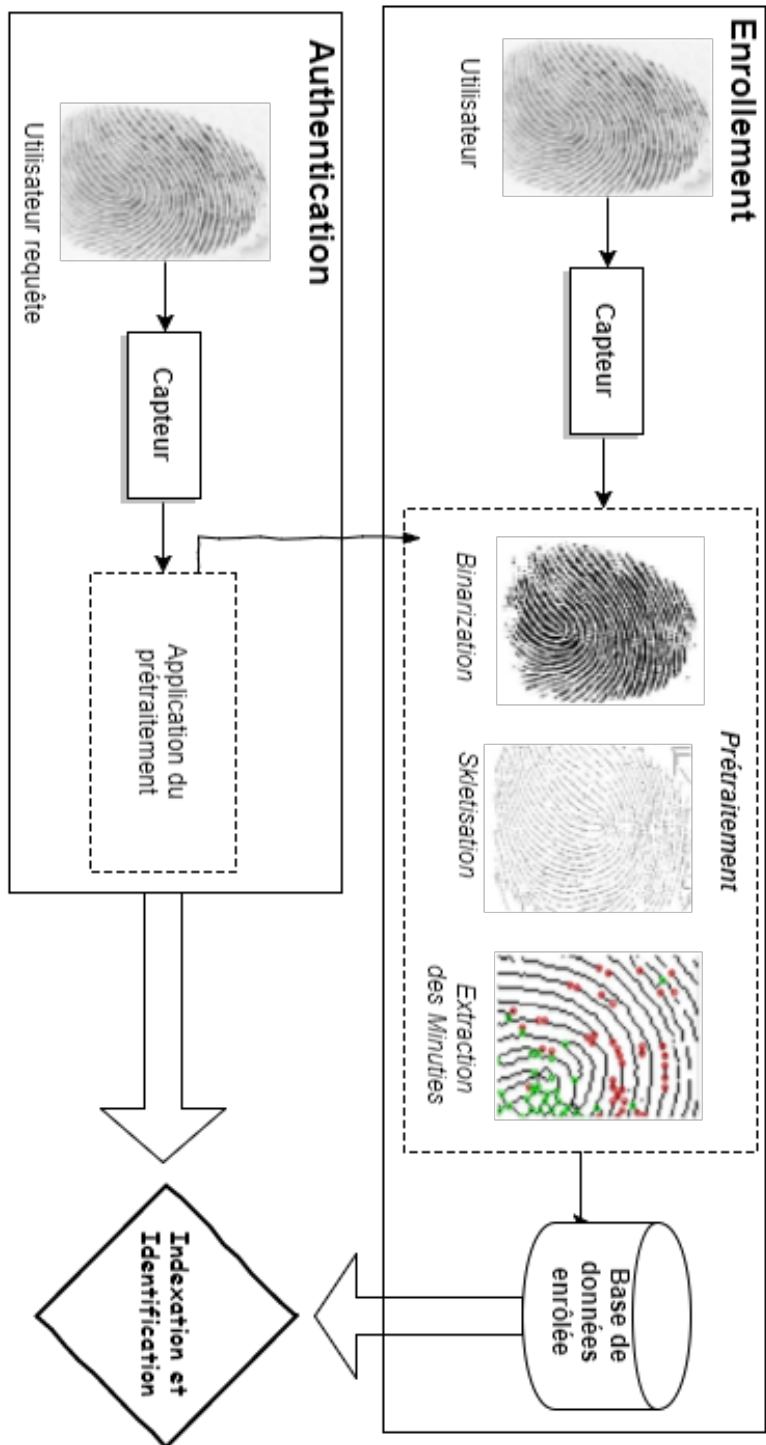 Enrollement
Utilisateur
Capteur
Prétraitement
Binarization
Skletisation
Extraction
des Minuties
Base de
données
enrôlée
Authentication
Utilisateur requête
Capteur
Application du
prétraitement
Indexation et
Identification